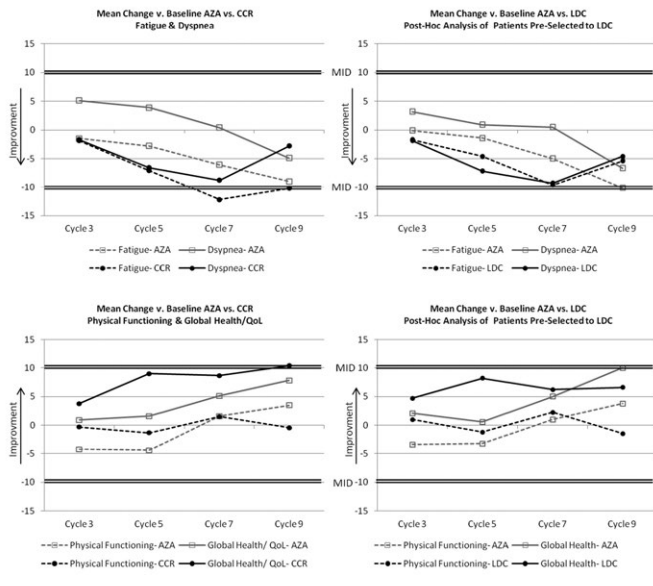 Mean Change v. Baseline AZA vs. CCR
Fatigue & Dyspnea
15
10
5
0
-5
-10
-15
Improvment
MID
MID
Cycle 3 Cycle 5 Cycle 7 Cycle 9
Fatigue- AZA Dsypnea- AZA
Fatigue- CCR Dyspnea- CCR
Mean Change v. Baseline AZA vs. LDC
Post-Hoc Analysis of Patients Pre-Selected to LDC
15
10
5
0
-5
-10
-15
Cycle 3 Cycle 5 Cycle 7 Cycle 9
Fatigue- AZA Dyspnea- AZA
Fatigue- LDC Dyspnea- LDC
Mean Change v. Baseline AZA vs. CCR
Physical Functioning & Global Health/QoL
15
10
5
0
-5
-10
-15
Improvment
MID
MID
Cycle 3 Cycle 5 Cycle 7 Cycle 9
Physical Functioning- AZA Global Health/ QoL- AZA
Physical Functioning- CCR Global Health/ QoL- CCR
Mean Change v. Baseline AZA vs. LDC
Post-Hoc Analysis of Patients Pre-Selected to LDC
15
10
5
0
-5
-10
-15
Improvment
Cycle 3 Cycle 5 Cycle 7 Cycle 9
Physical Functioning- AZA Global Health- AZA
Physical Functioning- LDC Global Health- LDC